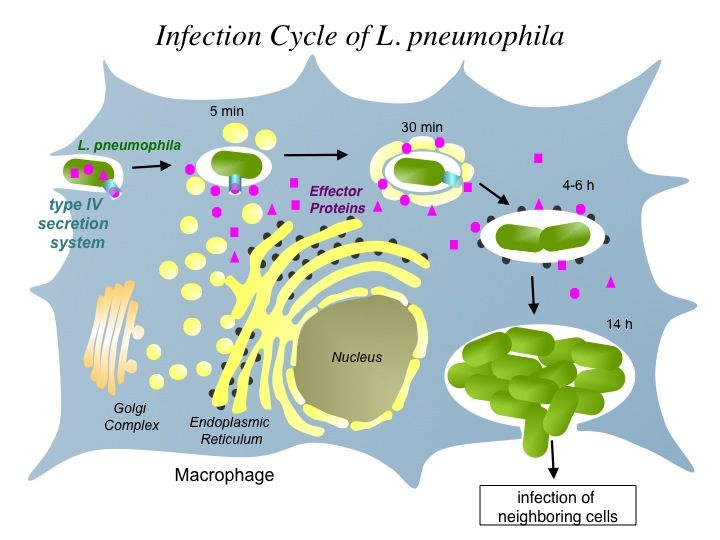 Infection Cycle of L. pneumophila
5 min
30 min
L. pneumophila
4-6 h
Effector
Proteins
type IV
secretion
system
14 h
Nucleus
Golgi
Complex
Endoplasmic
Reticulum
Macrophage
infection of
neighboring cells